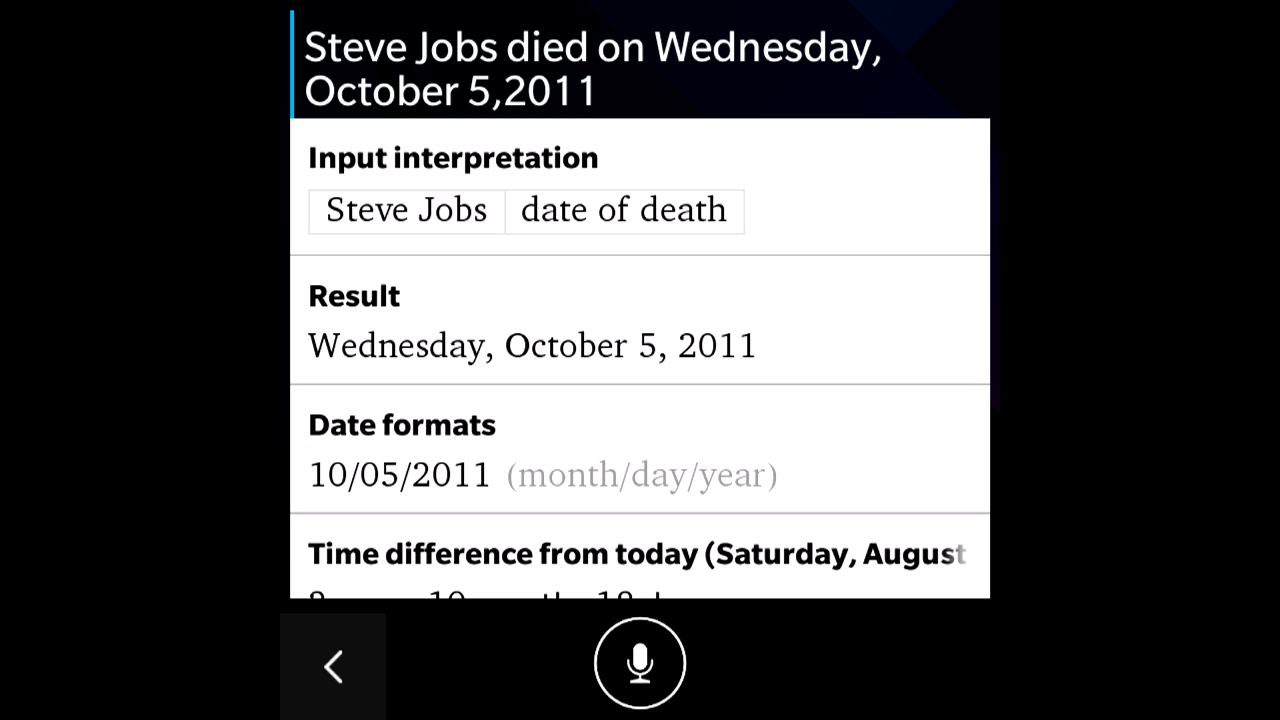 Steve Jobs died on Wednesday,
October 5,2011
Input interpretation
Steve Jobs date of death
Result
Wednesday, October 5, 2011
Date formats
10/05/2011 (month/day/year)
Time difference from today (Saturday, August